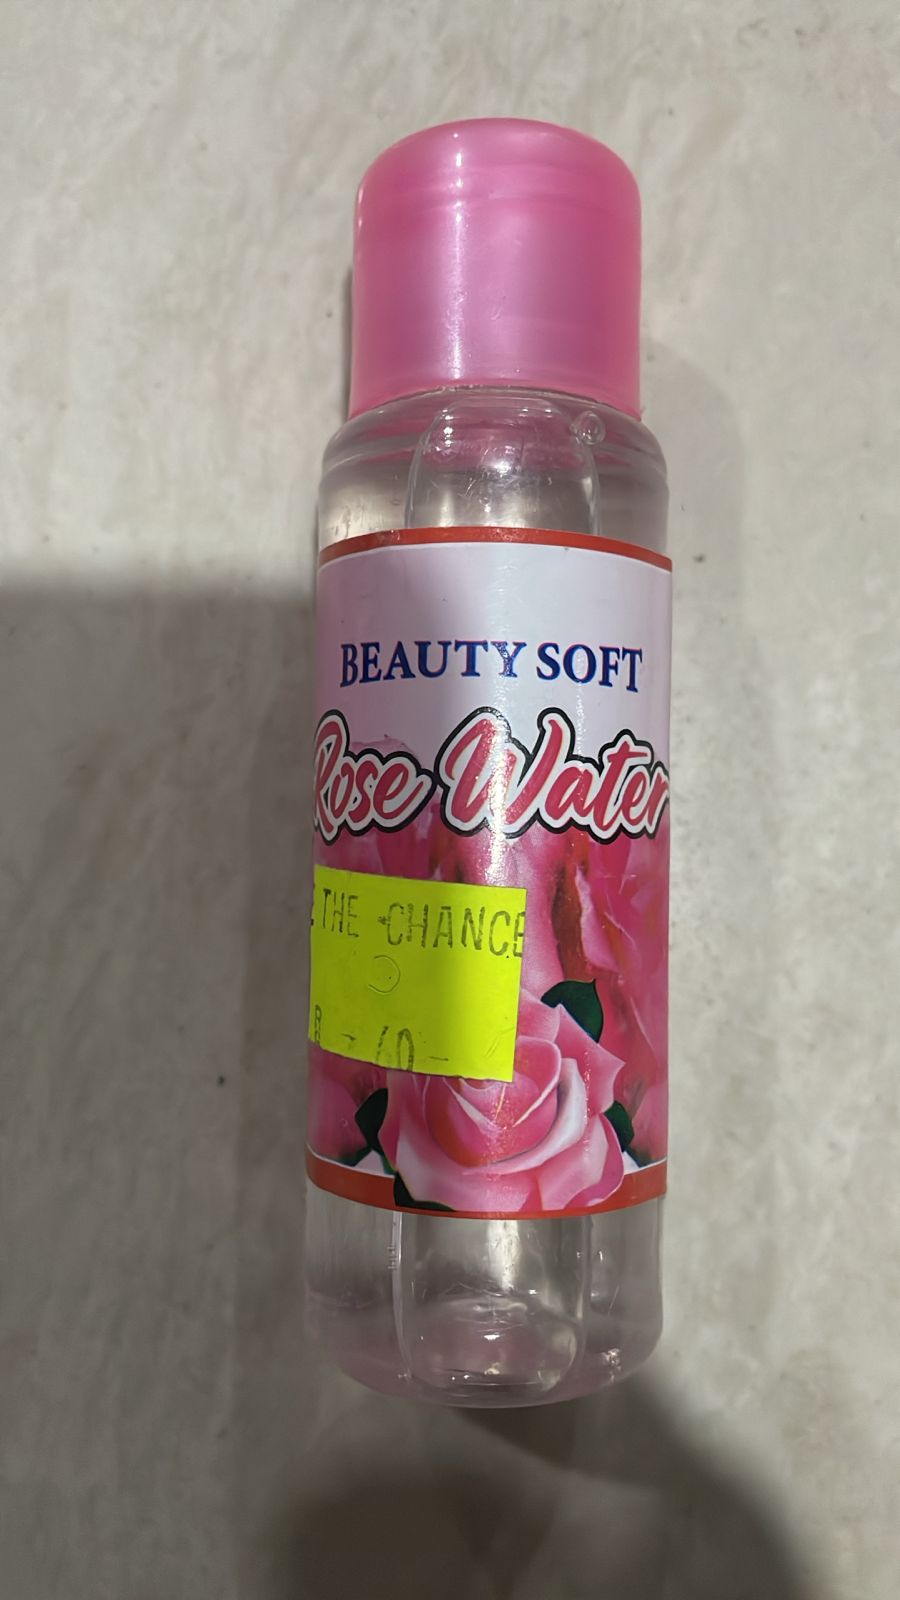 BEAUTY SOFT
Rose Water
THE CHANCE